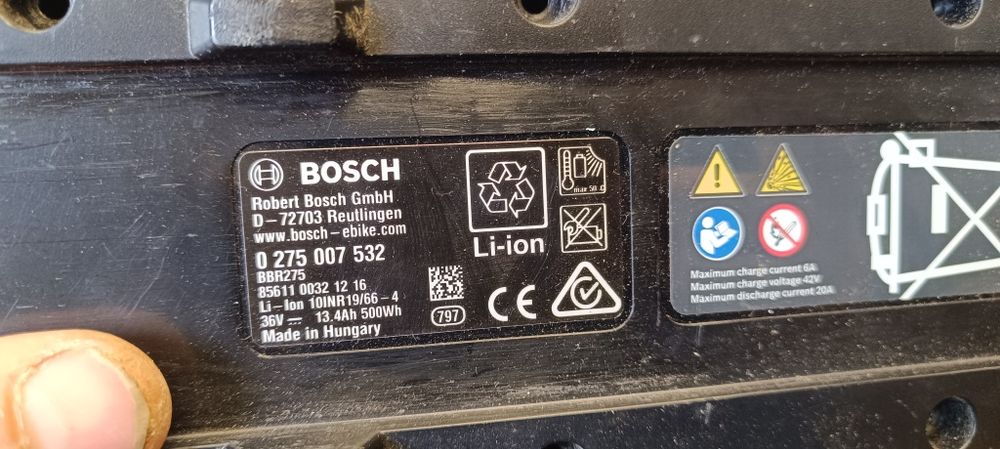 BOSCH
Robert Bosch GmbH
D-72703 Reutlingen
www.bosch-ebike.com
0 275 007 532
BBR275
85611 0032 12 16
Li-Ion 10INR19/66-4
36V 13.4Ah 500Wh
Made in Hungary
Li-ion
max 50 C
797
CE
Maximum charge current 6A
Maximum charge voltage 42V
Maximum discharge current 20A